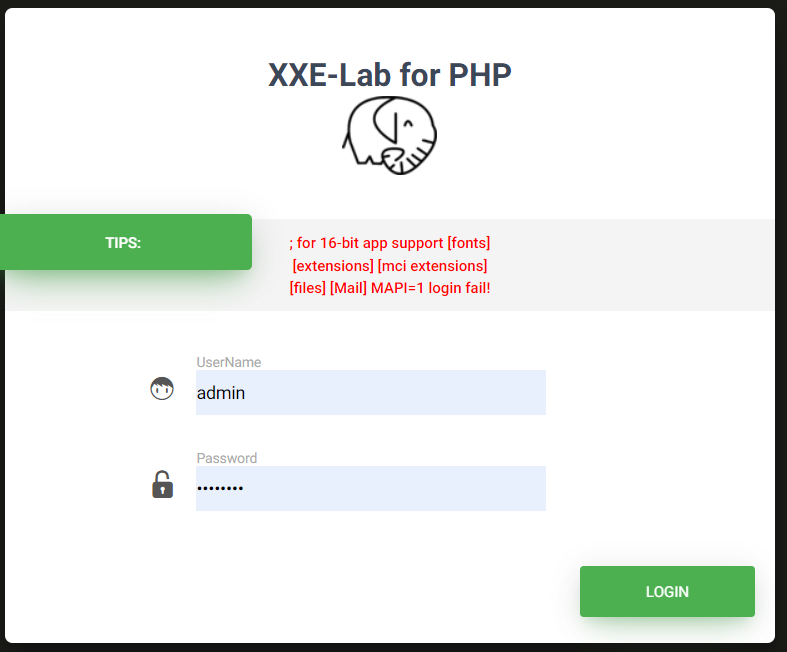 XXE-Lab for PHP
TIPS:
; for 16-bit app support [fonts]
[extensions] [mci extensions]
[files] [Mail] MAPI=1 login fail!
UserName
admin
Password
••••••••
LOGIN